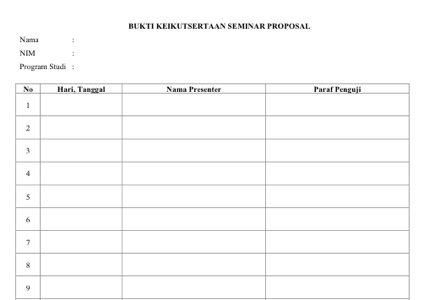 BUKTI KEIKUTSERTAAN SEMINAR PROPOSAL
Nama :
NIM :
Program Studi :
No Hari, Tanggal Nama Presenter Paraf Penguji
1
2
3
4
5
6
7
8
9